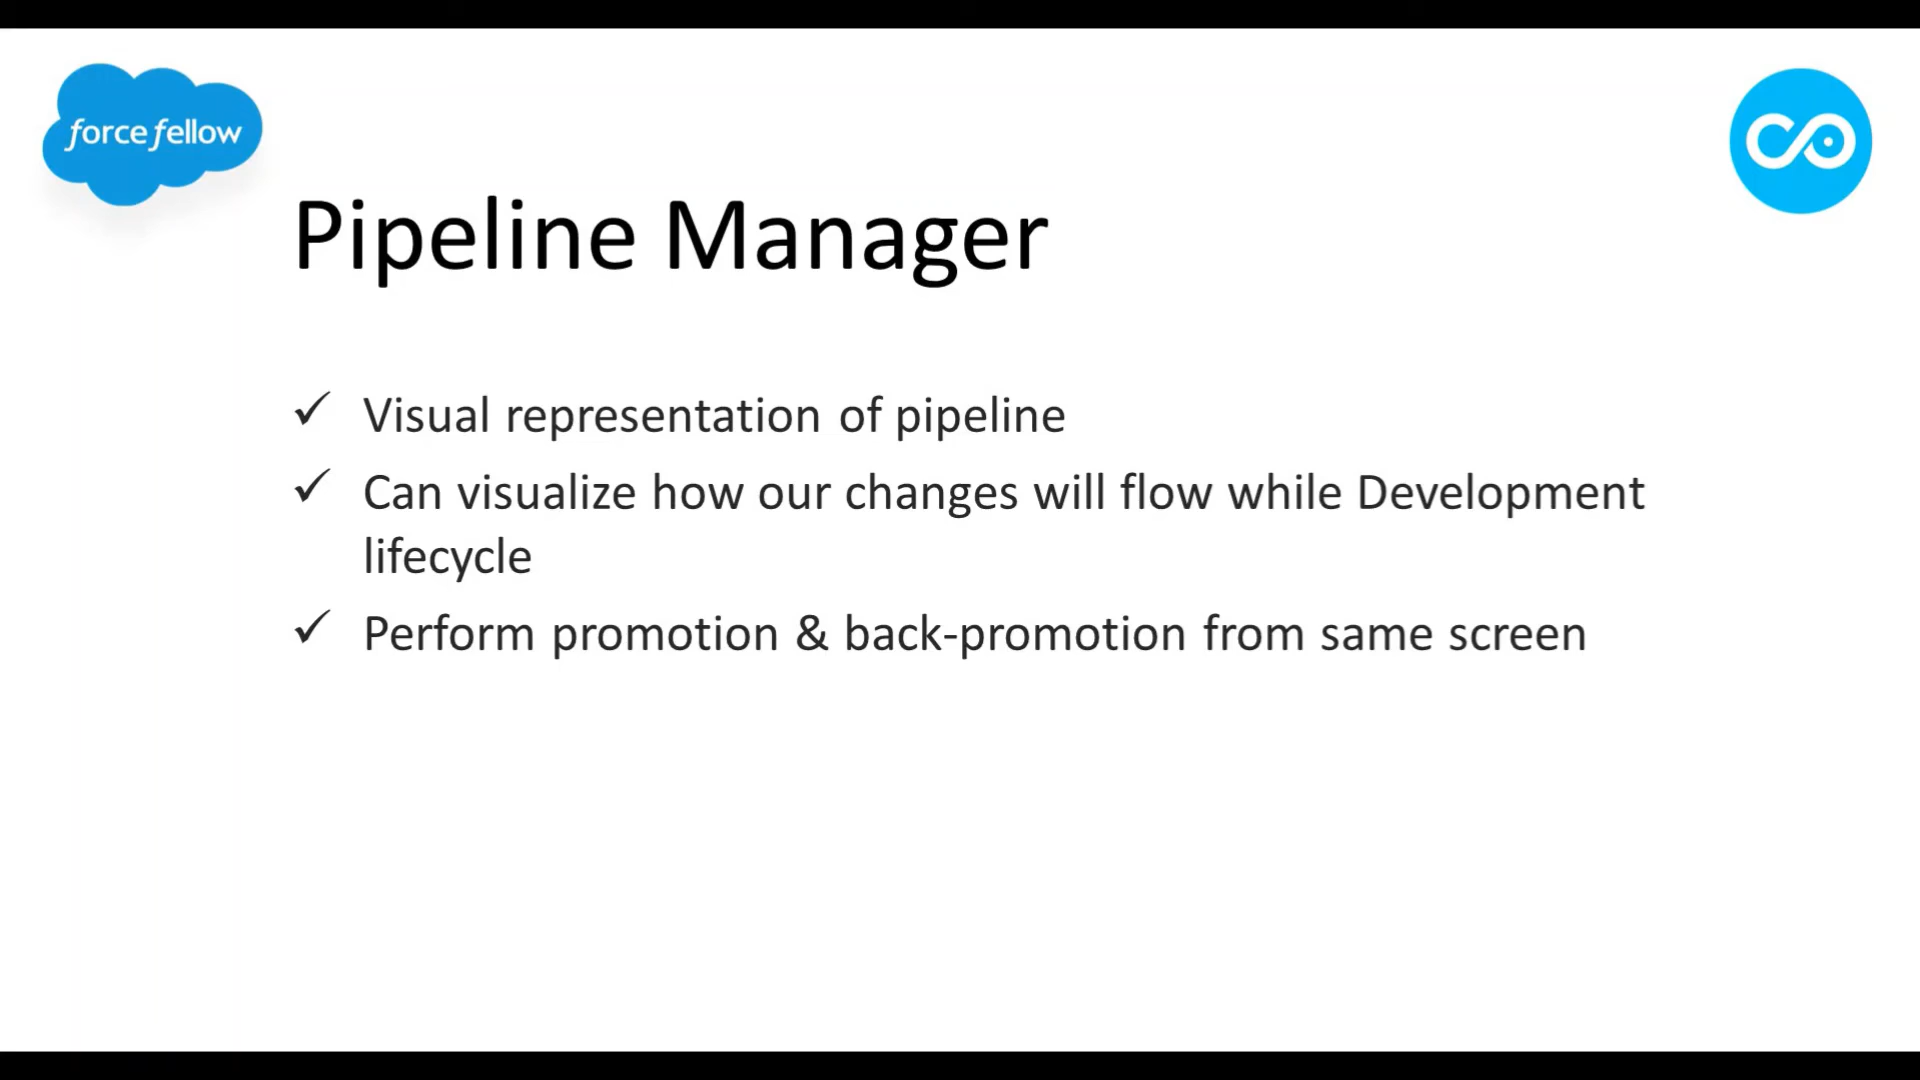 force fellow
Pipeline Manager
✓ Visual representation of pipeline
✓ Can visualize how our changes will flow while Development
lifecycle
✓ Perform promotion & back-promotion from same screen